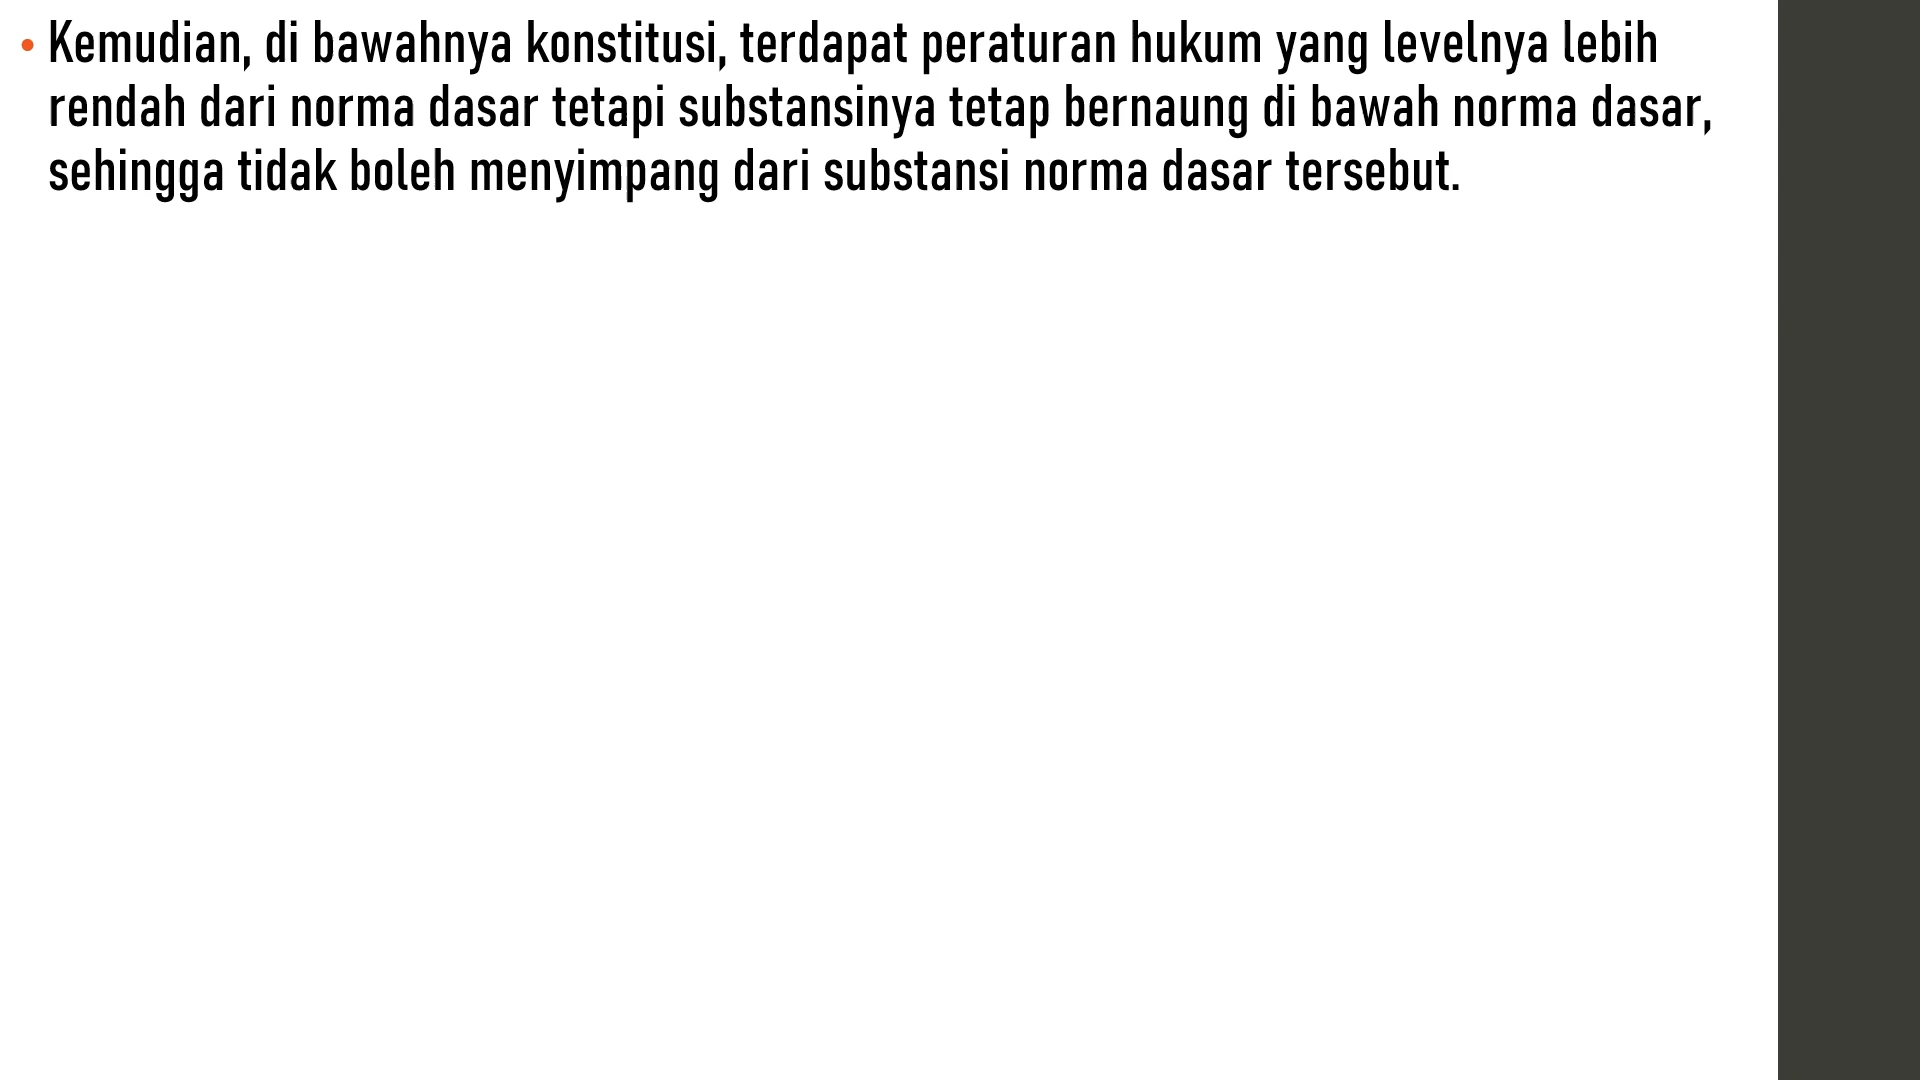 • Kemudian, di bawahnya konstitusi, terdapat peraturan hukum yang levelnya lebih
rendah dari norma dasar tetapi substansinya tetap bernaung di bawah norma dasar,
sehingga tidak boleh menyimpang dari substansi norma dasar tersebut.